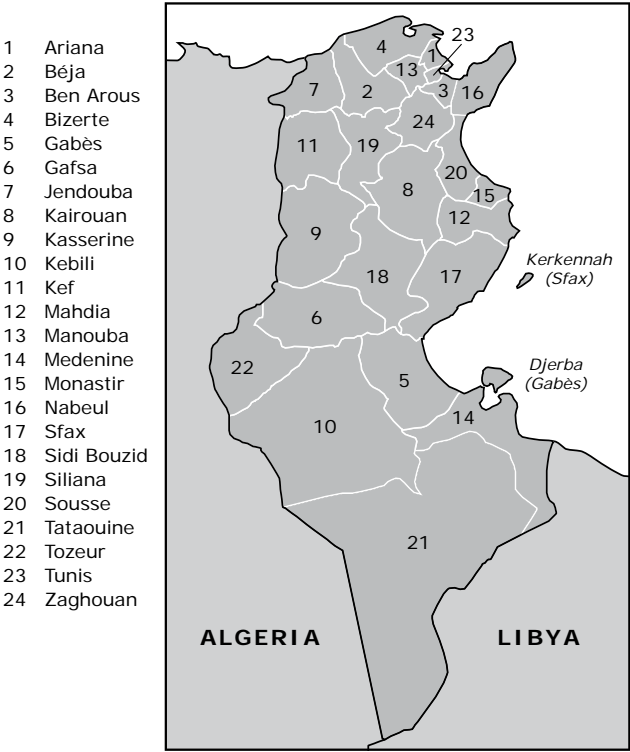 1 Ariana
2 Béja
3 Ben Arous
4 Bizerte
5 Gabès
6 Gafsa
7 Jendouba
8 Kairouan
9 Kasserine
10 Kebili
11 Kef
12 Mahdia
13 Manouba
14 Medenine
15 Monastir
16 Nabeul
17 Sfax
18 Sidi Bouzid
19 Siliana
20 Sousse
21 Tataouine
22 Tozeur
23 Tunis
24 Zaghouan
23
4
1
13
7
2
3
16
24
11
19
20
8
15
12
9
18
17
Kerkennah
(Sfax)
6
22
5
Djerba
(Gabès)
10
14
21
ALGERIA
LIBYA